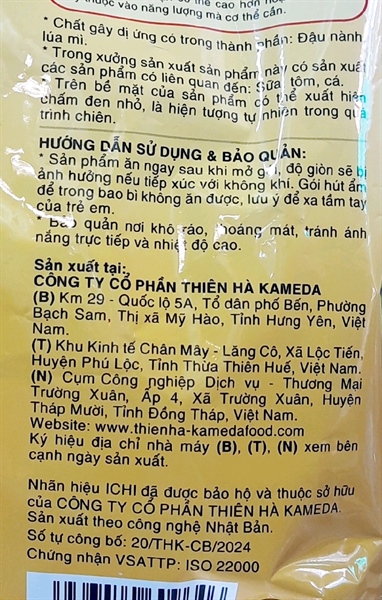 thuộc vào năng lượng mà cơ thể cần.
* Chất gây dị ứng có trong thành phần: Đậu nành,
lúa mì.
* Trong xưởng sản xuất sản phẩm này có sản xuất
các sản phẩm có liên quan đến: Sữa, tôm, cá.
* Trên bề mặt của sản phẩm có thể xuất hiện
chấm đen nhỏ, là hiện tượng tự nhiên trong quá
trình chiên.
HƯỚNG DẪN SỬ DỤNG & BẢO QUẢN:
* Sản phẩm ăn ngay sau khi mở gói, độ giòn sẽ bị
ảnh hưởng nếu tiếp xúc với không khí. Gói hút ẩm
để trong bao bì không ăn được, lưu ý để xa tầm tay
của trẻ em.
* Bảo quản nơi khô ráo, thoáng mát, tránh ánh
nắng trực tiếp và nhiệt độ cao.
Sản xuất tại:
CÔNG TY CỔ PHẦN THIÊN HÀ KAMEDA
(B) Km 29 - Quốc lộ 5A, Tổ dân phố Bến, Phường
Bạch Sam, Thị xã Mỹ Hào, Tỉnh Hưng Yên, Việt
Nam.
(T) Khu Kinh tế Chân Mây - Lăng Cô, Xã Lộc Tiến,
Huyện Phú Lộc, Tỉnh Thừa Thiên Huế, Việt Nam.
(N) Cụm Công nghiệp Dịch vụ - Thương Mại
Trường Xuân, Ấp 4, Xã Trường Xuân, Huyện
Tháp Mười, Tỉnh Đồng Tháp, Việt Nam.
Website: www.thienha-kamedafood.com
Ký hiệu địa chỉ nhà máy (B), (T), (N) xem bên
cạnh ngày sản xuất.
Nhãn hiệu ICHI đã được bảo hộ và thuộc sở hữu
của CÔNG TY CỔ PHẦN THIÊN HÀ KAMEDA.
Sản xuất theo công nghệ Nhật Bản.
Số tự công bố: 20/THK-CB/2024
Chứng nhận VSATTP: ISO 22000